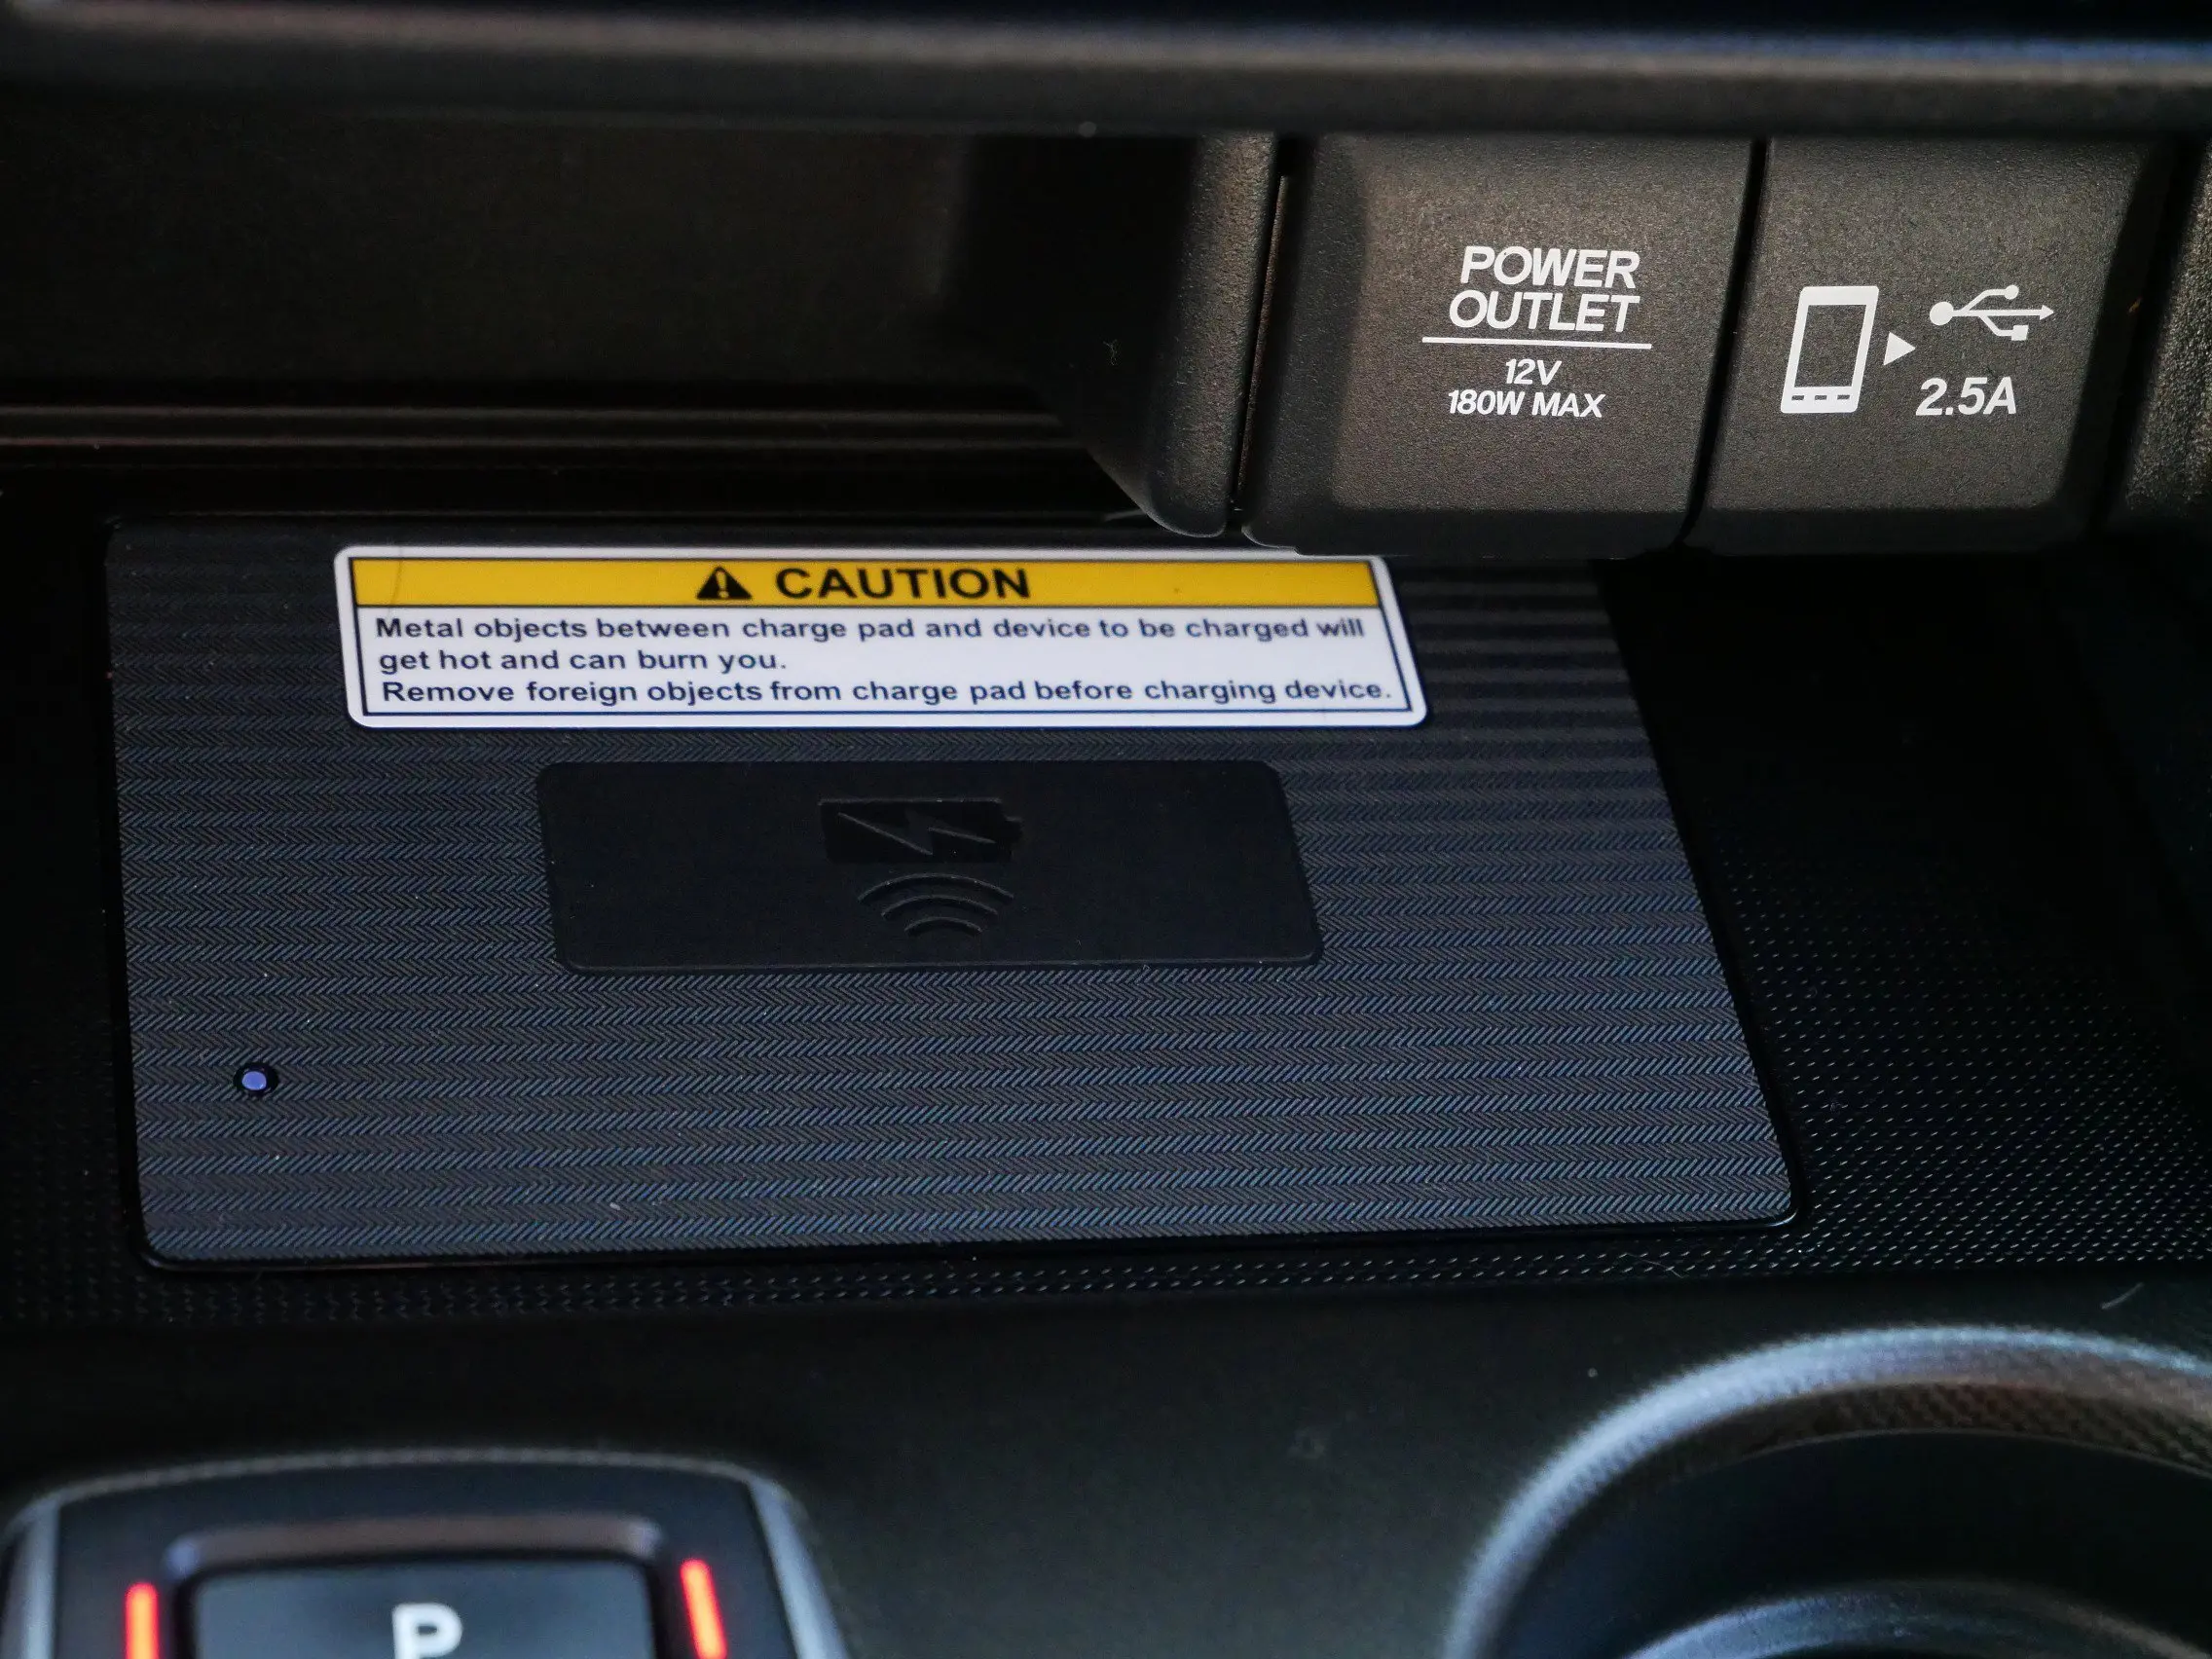 POWER
OUTLET
12V
180W MAX
2.5A
CAUTION
Metal objects between charge pad and device to be charged will
get hot and can burn you.
Remove foreign objects from charge pad before charging device.
P